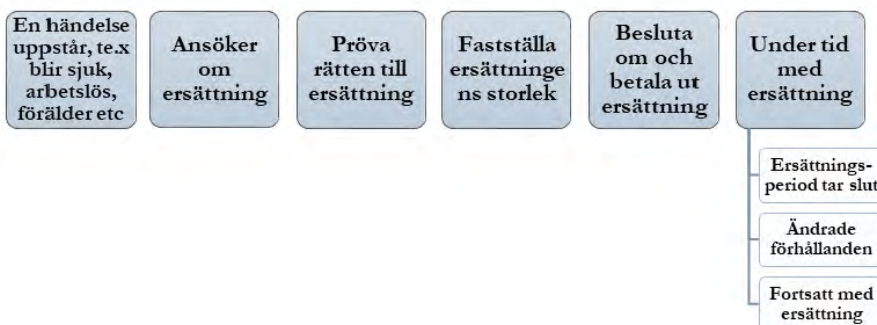 En händelse
uppstår, te.x
blir sjuk,
arbetslös,
förälder etc
Ansöker
om
ersättning
Pröva
rätten till
ersättning
Fastställa
ersättninge
ns storlek
Besluta
om och
betala ut
ersättning
Under tid
med
ersättning
Ersättnings-
period tar slut
Ändrade
förhållanden
Fortsatt med
ersättning